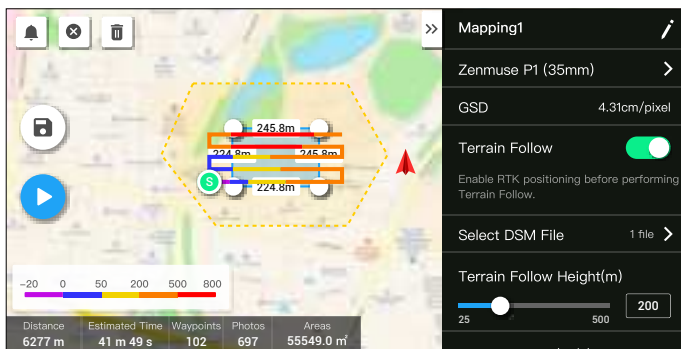 Mapping1
Zenmuse P1 (35mm)
GSD 4.31cm/pixel
Terrain Follow
Enable RTK positioning before performing
Terrain Follow.
Select DSM File 1 file
Terrain Follow Height(m)
25 500 200
245.8m
224.8m 245.8m
S
224.8m
-20 0 50 200 500 800
Distance Estimated Time Waypoints Photos Areas
6277 m 41 m 49 s 102 697 55549.0 ㎡